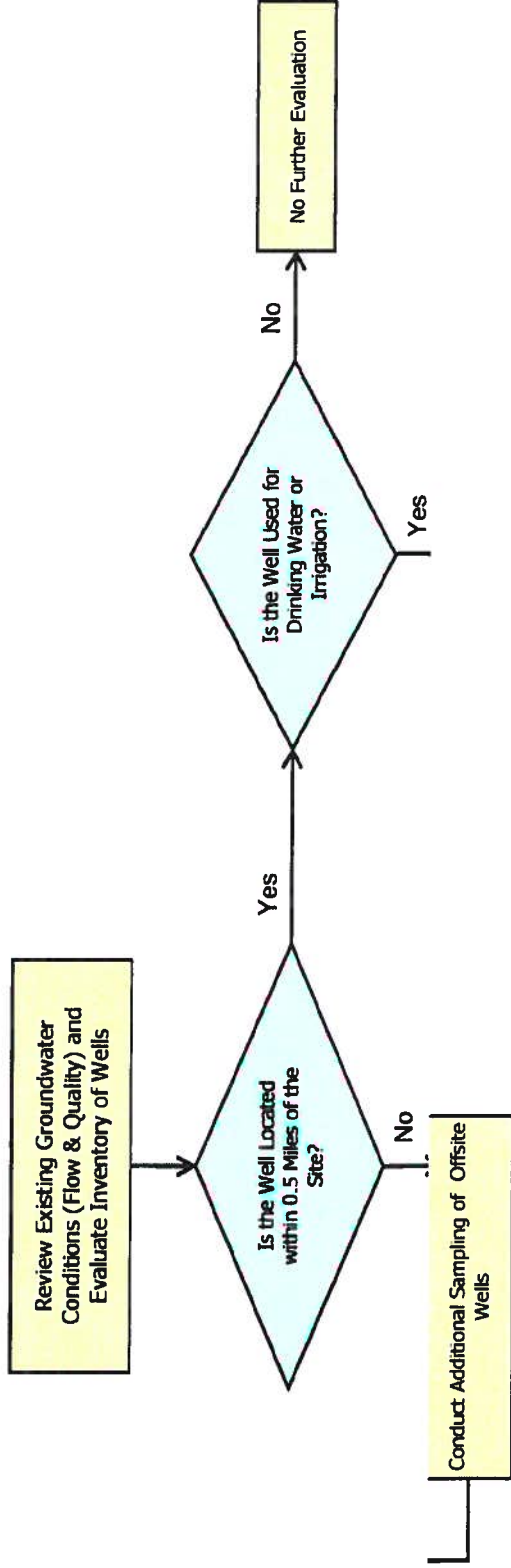 Review Existing Groundwater
Conditions (Flow & Quality) and
Evaluate Inventory of Wells
Is the Well Located
within 0.5 Miles of the
Site?
Yes
Is the Well Used for
Drinking Water or
Irrigation?
No
No Further Evaluation
No
Yes
Conduct Additional Sampling of Offsite
Wells